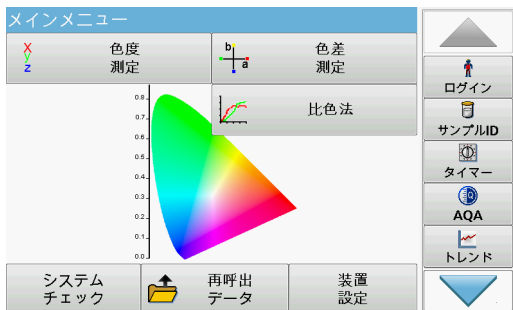 メインメニュー
X
y
z
色度
測定
b
a
色差
測定
比色法
0.8
0.7
0.6
0.5
0.4
0.3
0.2
0.1
0.0
システム
チェック
再呼出
データ
装置
設定
ログイン
サンプルID
タイマー
AQA
トレンド